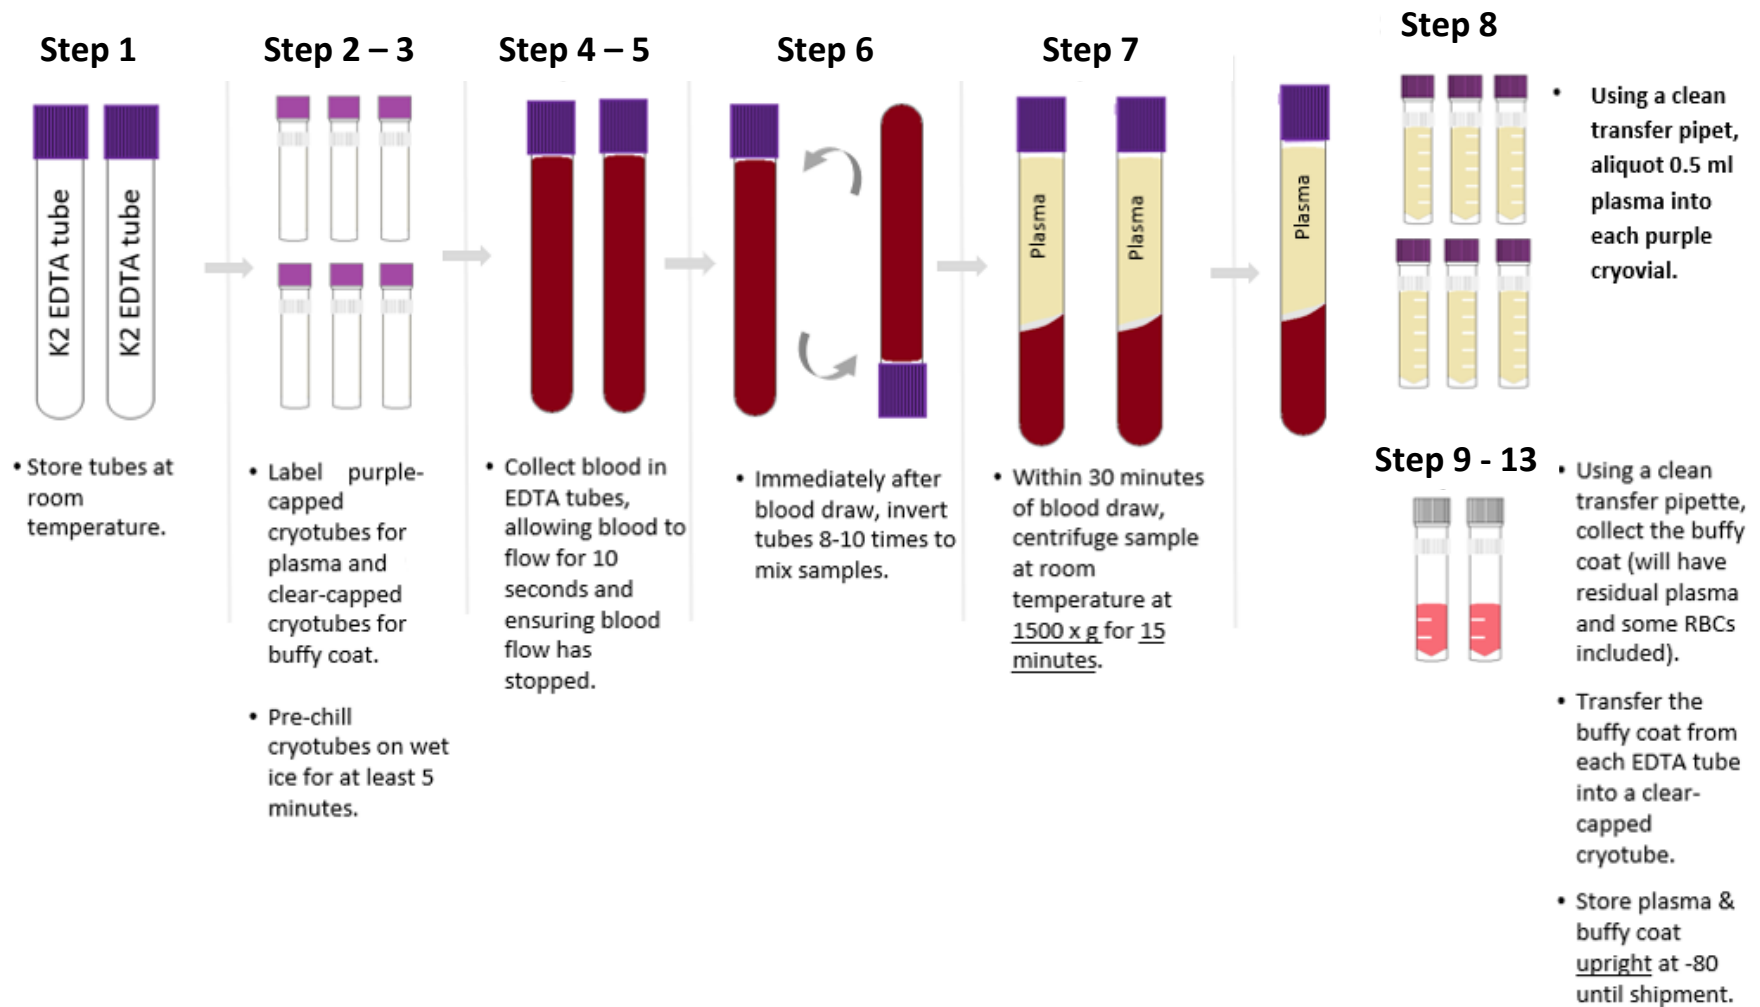 Step 1
K2 EDTA tube
K2 EDTA tube
• Store tubes at
room
temperature.
Step 2 – 3
• Label purple-
capped
cryotubes for
plasma and
clear-capped
cryotubes for
buffy coat.
• Pre-chill
cryotubes on wet
ice for at least 5
minutes.
Step 4 – 5
• Collect blood in
EDTA tubes,
allowing blood to
flow for 10
seconds and
ensuring blood
flow has
stopped.
Step 6
• Immediately after
blood draw, invert
tubes 8-10 times to
mix samples.
Step 7
Plasma
Plasma
• Within 30 minutes
of blood draw,
centrifuge sample
at room
temperature at
1500 x g for 15
minutes.
Plasma
Step 8
• Using a clean
transfer pipet,
aliquot 0.5 ml
plasma into
each purple
cryovial.
Step 9 - 13
• Using a clean
transfer pipette,
collect the buffy
coat (will have
residual plasma
and some RBCs
included).
• Transfer the
buffy coat from
each EDTA tube
into a clear-
capped
cryotube.
• Store plasma &
buffy coat
upright at -80
until shipment.